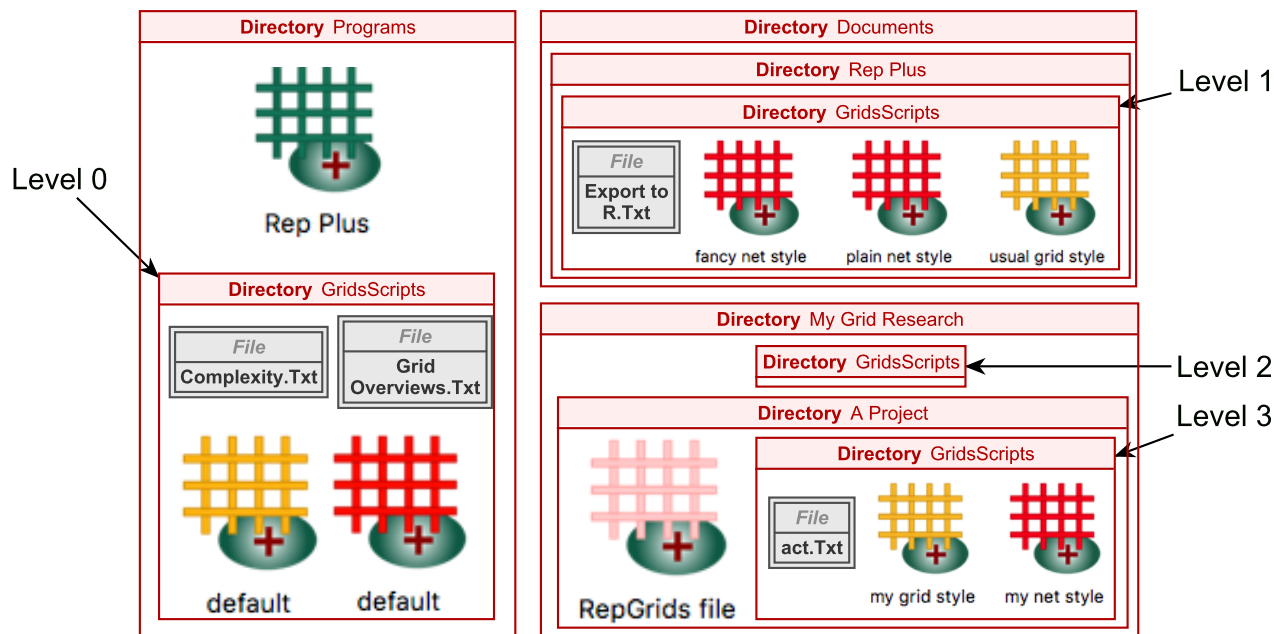 Directory Programs
Rep Plus
Level 0
Directory GridsScripts
File
Complexity.Txt
File
Grid
Overviews.Txt
default
default
Directory Documents
Directory Rep Plus
Level 1
Directory GridsScripts
File
Export to
R.Txt
fancy net style
plain net style
usual grid style
Directory My Grid Research
Directory GridsScripts
Level 2
Directory A Project
Level 3
RepGrids file
Directory GridsScripts
File
act.Txt
my grid style
my net style